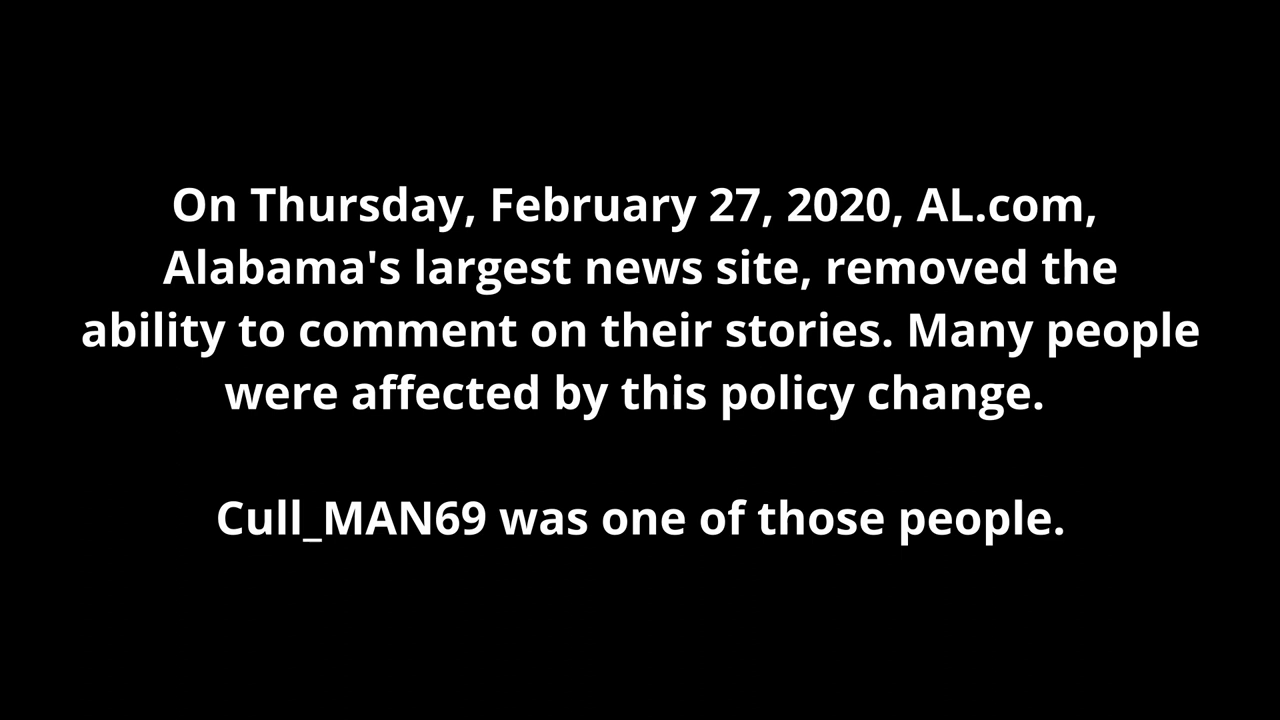 On Thursday, February 27, 2020, AL.com,
Alabama's largest news site, removed the
ability to comment on their stories. Many people
were affected by this policy change.
Cull_MAN69 was one of those people.